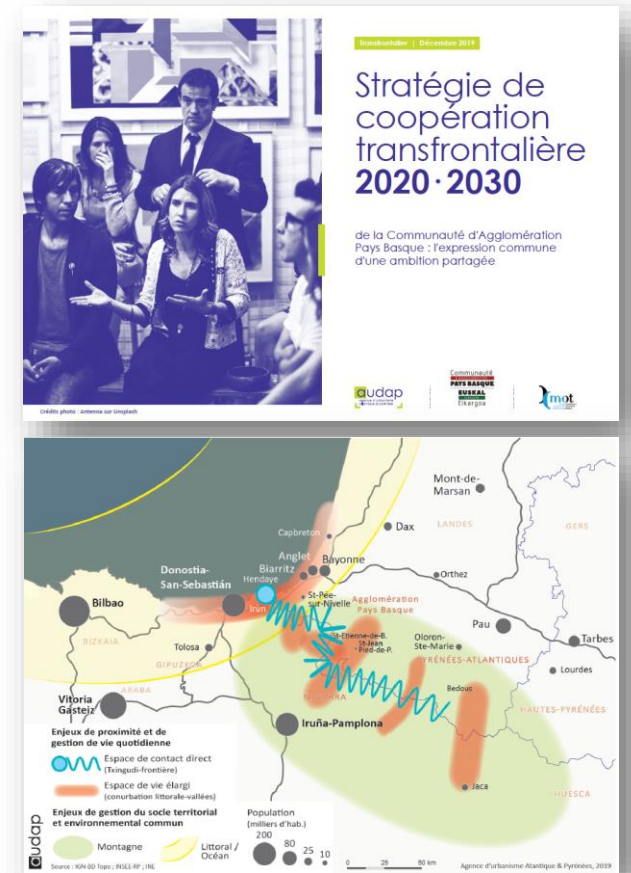 Transfrontalier | Décembre 2019
Stratégie de
coopération
transfrontalière
2020·2030
de la Communauté d'Agglomération
Pays Basque : l'expression commune
d'une ambition partagée
audap
Communauté
PAYS BASQUE
EUSKAL
Elkargoa
mot
Crédits photo : Antenna sur Unsplash
Mont-de-
Marsan
Capbreton
Dax
LANDES
GERS
Anglet
Bayonne
Biarritz
Donostia-
San-Sebastián
Hendaye
Irun
St-Pée-
sur-Nivelle
Agglomération
Pays Basque
Orthez
Bilbao
BIZKAIA
Tolosa
GIPUZCOA
St-Etienne-de-B.
St-Jean
Pied-de-P.
Oloron-
Ste-Marie
Pau
Tarbes
PYRÉNÉES-ATLANTIQUES
Lourdes
ARABA
Vitoria
Gasteiz
NAVARRA
Bedous
HAUTES-PYRÉNÉES
Iruña-Pamplona
Jaca
HUESCA
Enjeux de proximité et de
gestion de vie quotidienne
Espace de contact direct
(Txingudi-frontière)
Espace de vie élargi
(conurbation littorale-vallées)
Enjeux de gestion du socle territorial
et environnemental commun
Montagne
Littoral /
Océan
Population
(milliers d'hab.)
200
80
25
10
audap
Source : IGN-BD Topo ; INSEE-RP ; INE
0 25 50 km
Agence d'urbanisme Atlantique & Pyrénées, 2019